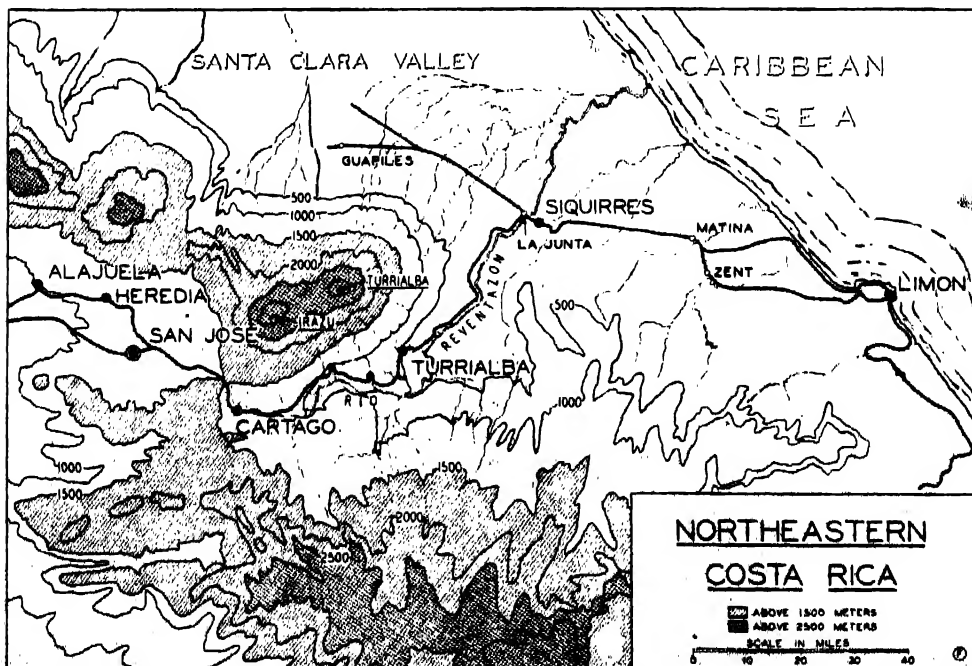 SANTA CLARA VALLEY
CARIBBEAN
SEA
GUAPILES
500
1000
1500
2000
SIQUIRRES
LA JUNTA
MATINA
ZENT
LIMON
TURRIALBA
IRAZU
ALAJUELA
HEREDIA
SAN JOSÉ
REVENTAZON
500
TURRIALBA
RIO
CARTAGO
1000
1000
1500
1500
2000
2500
NORTHEASTERN
COSTA RICA
ABOVE 1500 METERS
ABOVE 2500 METERS
SCALE IN MILES
0 10 20 30 40